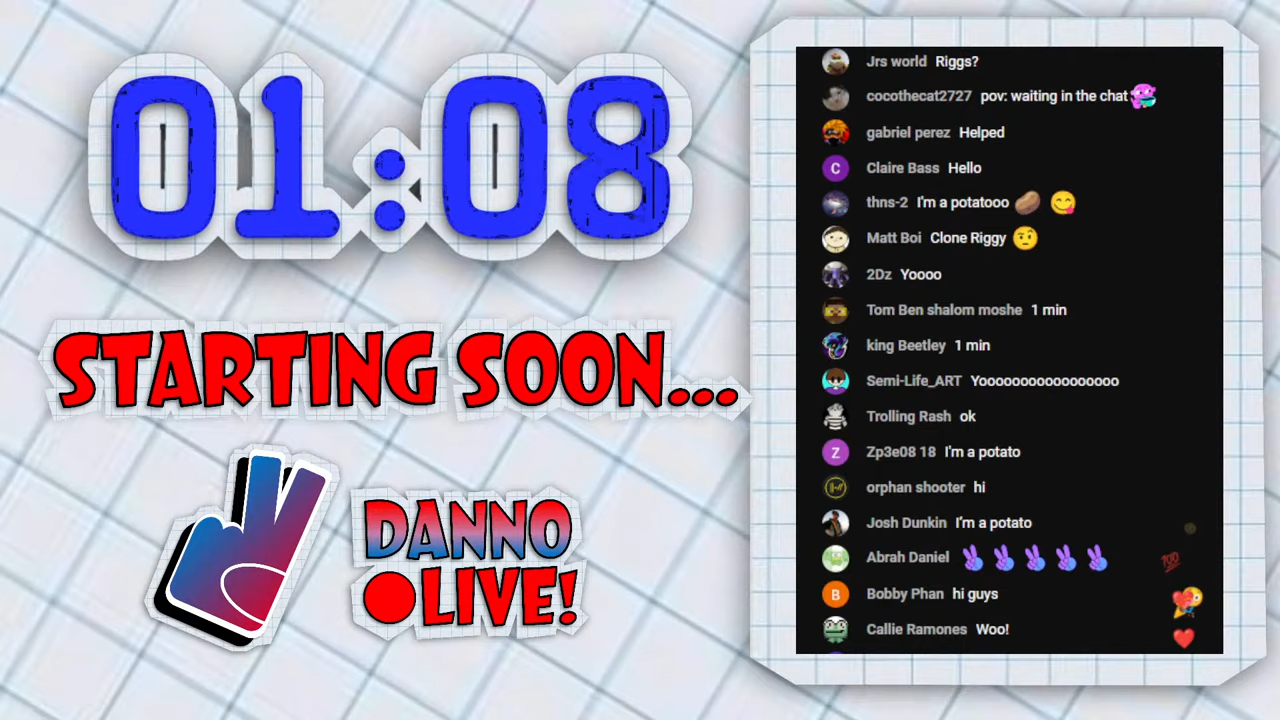 01:08
STARTING SOON...
DANNO
LIVE!
Jrs world Riggs?
cocothecat2727 pov: waiting in the chat
gabriel perez Helped
C Claire Bass Hello
thns-2 I'm a potatooo 🥔 😋
Matt Boi Clone Riggy 🤨
2Dz Yoooo
Tom Ben shalom moshe 1 min
king Beetley 1 min
Semi-Life_ART Yooooooooooooooooo
Trolling Rash ok
Z Zp3e08 18 I'm a potato
orphan shooter hi
Josh Dunkin I'm a potato
Abrah Daniel
B Bobby Phan hi guys
Callie Ramones Woo!